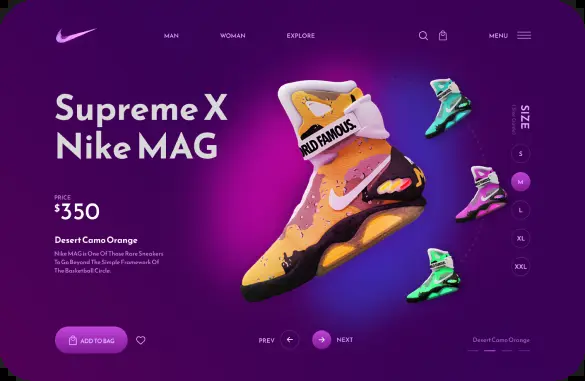 MAN
WOMAN
EXPLORE
MENU
Supreme X
Nike MAG
WORLD FAMOUS.
SIZE
S
M
L
XL
XXL
PRICE
$350
Desert Camo Orange
Nike MAG is One Of Those Rare Sneakers
To Go Beyond The Simple Framework Of
The Basketball Circle.
ADD TO BAG
PREV
NEXT
Desert Camo Orange